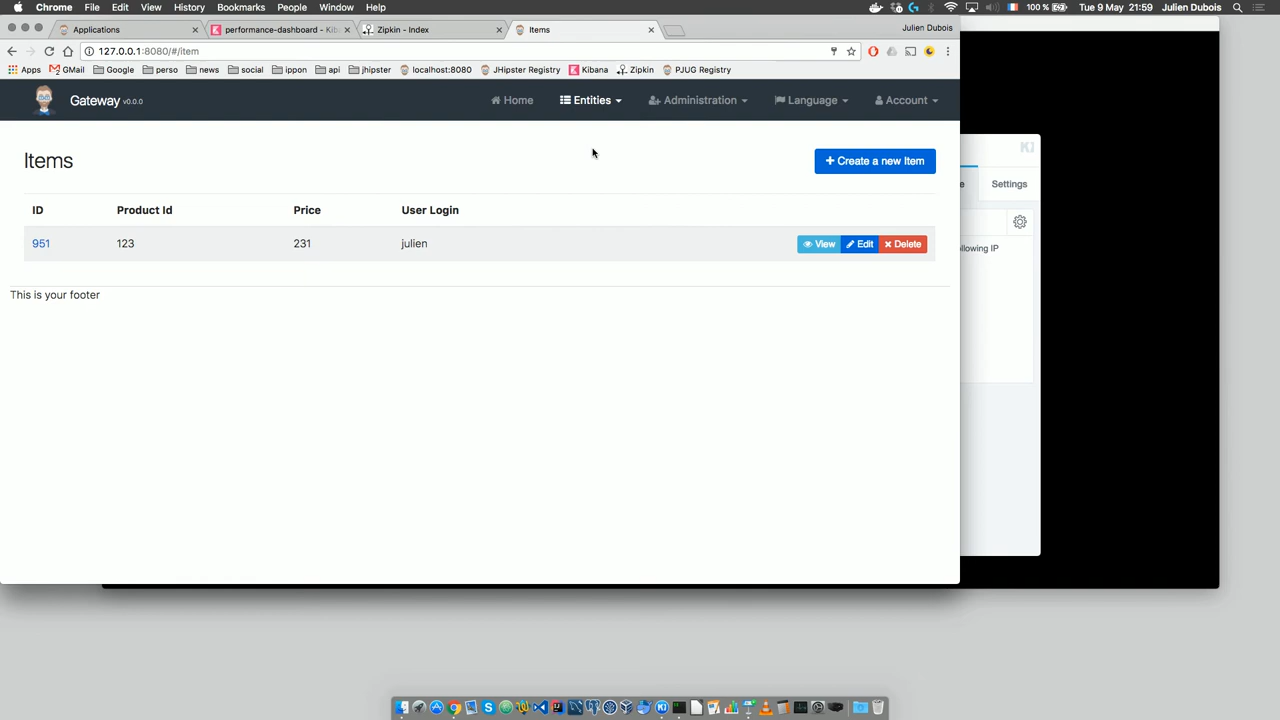 Chrome File Edit View History Bookmarks People Window Help 100 % Tue 9 May 21:59 Julien Dubois
Applications performance-dashboard - Kib Zipkin - Index Items Julien Dubois
127.0.0.1:8080/#/item
Apps GMail Google perso news social ippon api jhipster localhost:8080 JHipster Registry Kibana Zipkin PJUG Registry
Gateway v0.0.0 Home Entities Administration Language Account
Items + Create a new Item
ID Product Id Price User Login
951 123 231 julien View Edit Delete
This is your footer
e Settings
ollowing IP